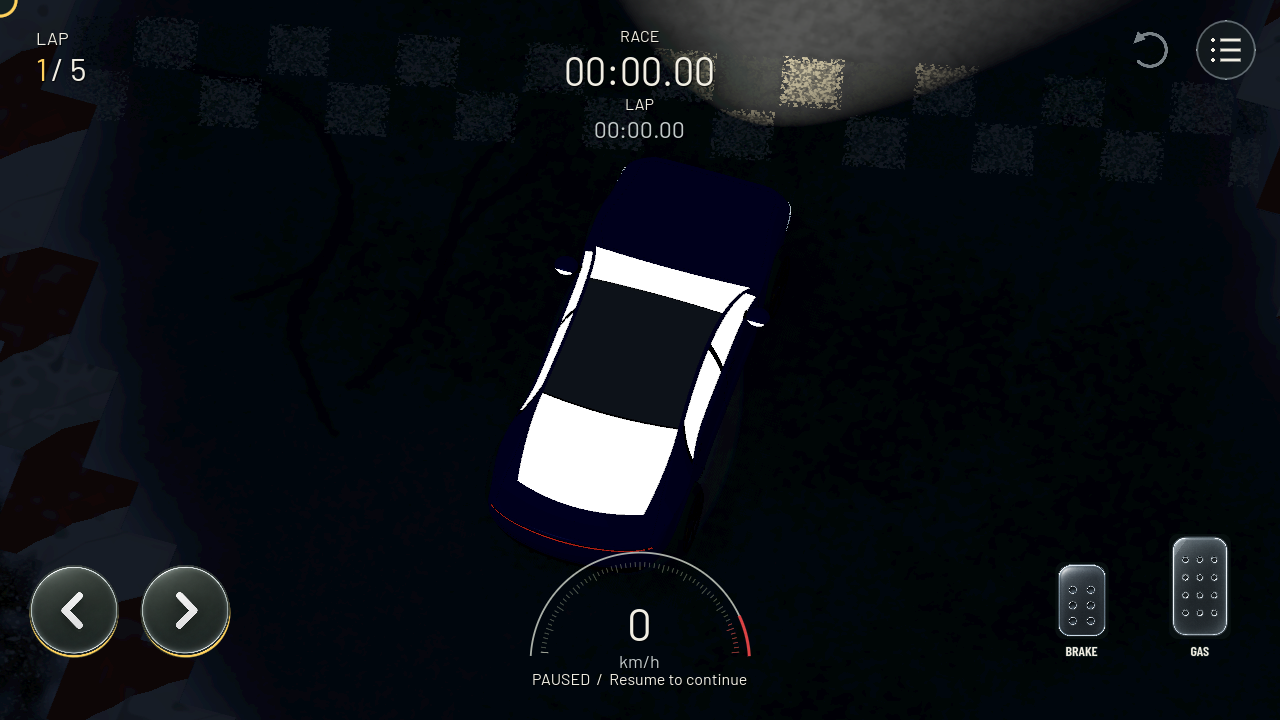 LAP
1/ 5
RACE
00:00.00
LAP
00:00.00
0
km/h
PAUSED / Resume to continue
BRAKE
GAS